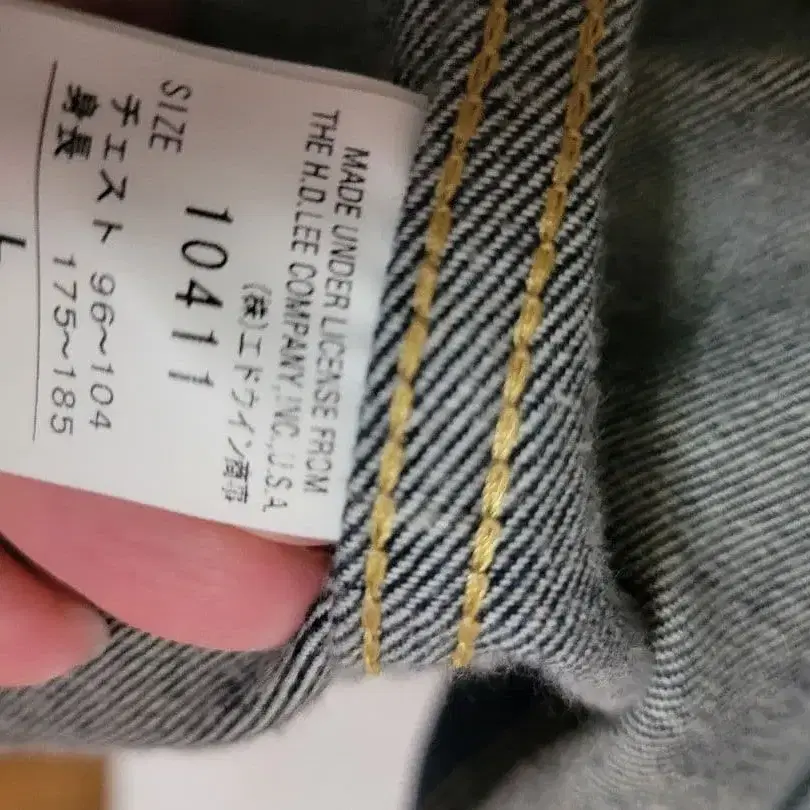 MADE UNDER LICENSE FROM
THE H.D.LEE COMPANY,INC.,U.S.A.
(株)エドウイン商事
10411
SIZE
チェスト 96~104
身長 175~185
L